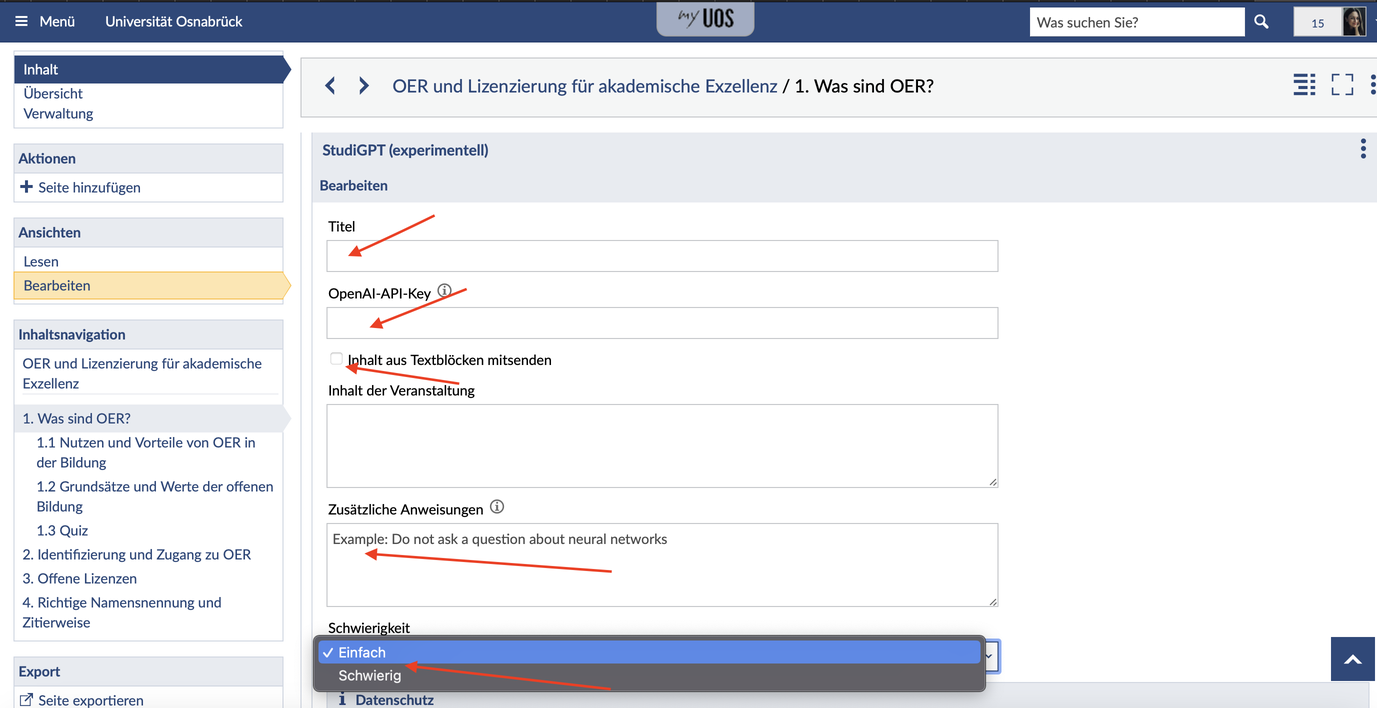 Menü
Universität Osnabrück
myUOS
Was suchen Sie?
15
Inhalt
Übersicht
Verwaltung
Aktionen
Seite hinzufügen
Ansichten
Lesen
Bearbeiten
Inhaltsnavigation
OER und Lizenzierung für akademische
Exzellenz
1. Was sind OER?
1.1 Nutzen und Vorteile von OER in
der Bildung
1.2 Grundsätze und Werte der offenen
Bildung
1.3 Quiz
2. Identifizierung und Zugang zu OER
3. Offene Lizenzen
4. Richtige Namensnennung und
Zitierweise
Export
Seite exportieren
OER und Lizenzierung für akademische Exzellenz / 1. Was sind OER?
StudiGPT (experimentell)
Bearbeiten
Titel
OpenAI-API-Key
Inhalt aus Textblöcken mitsenden
Inhalt der Veranstaltung
Zusätzliche Anweisungen
Example: Do not ask a question about neural networks
Schwierigkeit
Einfach
Schwierig
Datenschutz